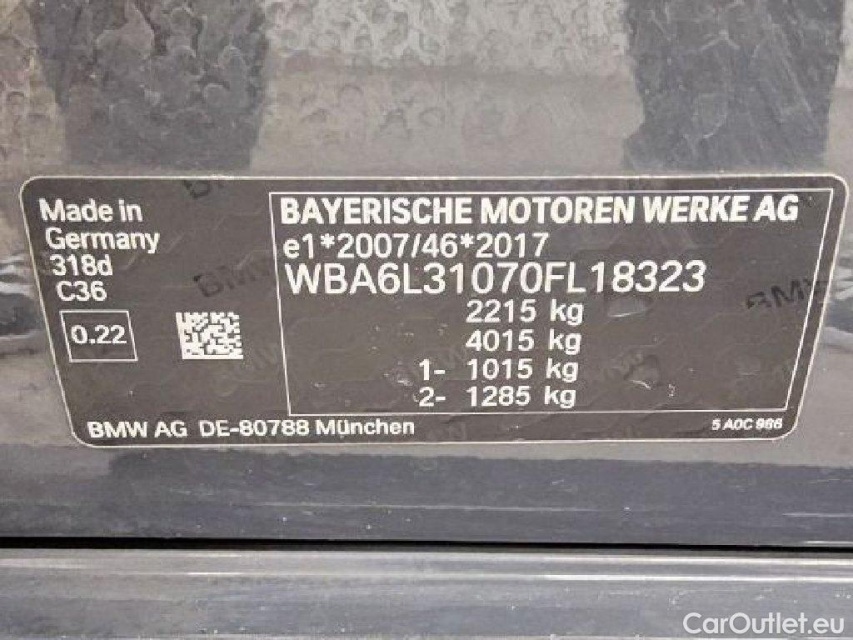 Made in
Germany
318d
C36
0.22
BAYERISCHE MOTOREN WERKE AG
e1*2007/46*2017
WBA6L31070FL18323
2215 kg
4015 kg
1- 1015 kg
2- 1285 kg
BMW AG DE-80788 München
5 A0C 966
CarOutlet.eu